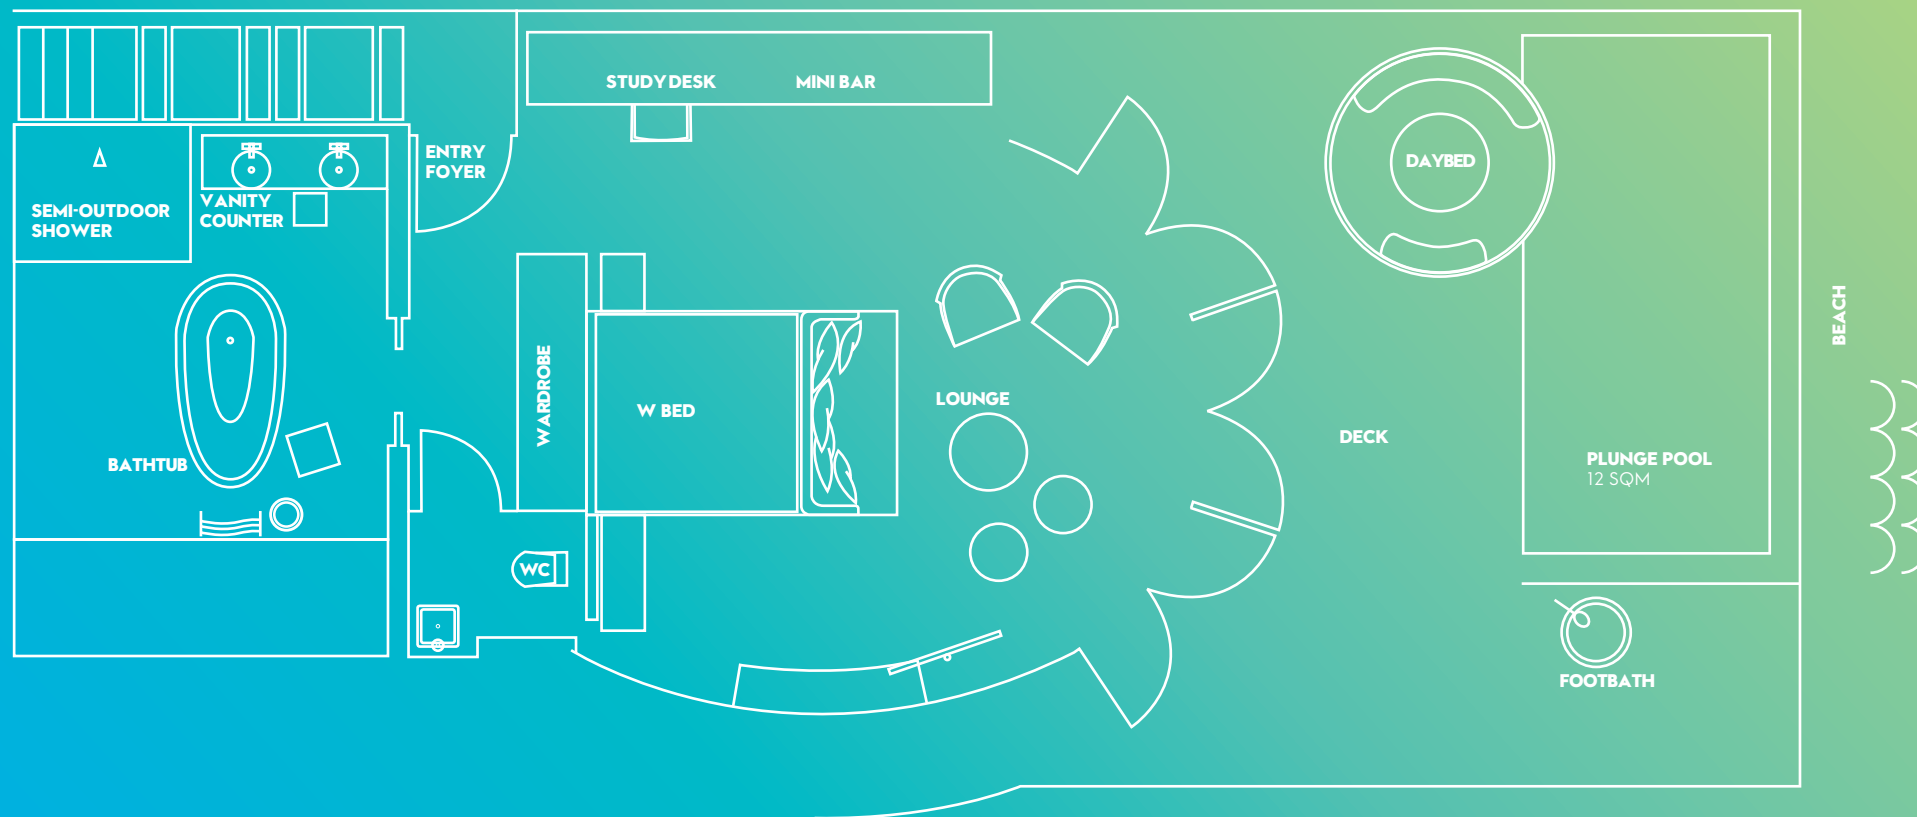 STUDY DESK
MINI BAR
ENTRY
FOYER
DAYBED
SEMI-OUTDOOR
SHOWER
VANITY
COUNTER
BEACH
WARDROBE
W BED
LOUNGE
DECK
BATHTUB
PLUNGE POOL
12 SQM
WC
FOOTBATH